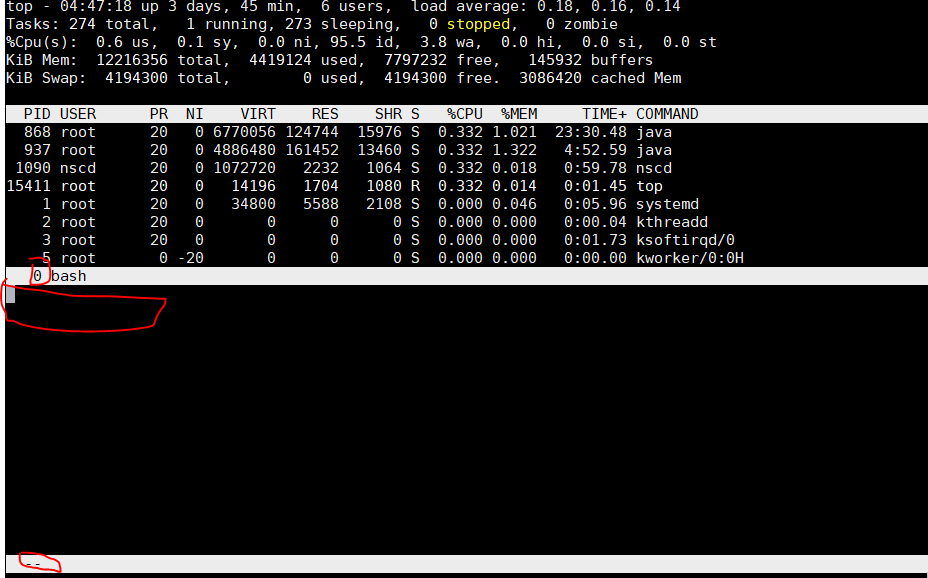 top - 04:47:18 up 3 days, 45 min,  6 users,  load average: 0.18, 0.16, 0.14
Tasks: 274 total,   1 running, 273 sleeping,   0 stopped,   0 zombie
%Cpu(s):  0.6 us,  0.1 sy,  0.0 ni, 95.5 id,  3.8 wa,  0.0 hi,  0.0 si,  0.0 st
KiB Mem:  12216356 total,  4419124 used,  7797232 free,   145932 buffers
KiB Swap:  4194300 total,        0 used,  4194300 free.  3086420 cached Mem
  PID USER      PR  NI    VIRT    RES    SHR S   %CPU  %MEM     TIME+ COMMAND
  868 root      20   0 6770056 124744  15976 S  0.332 1.021  23:30.48 java
  937 root      20   0 4886480 161452  13460 S  0.332 1.322   4:52.59 java
 1090 nscd      20   0 1072720   2232   1064 S  0.332 0.018   0:59.78 nscd
15411 root      20   0   14196   1704   1080 R  0.332 0.014   0:01.45 top
    1 root      20   0   34800   5588   2108 S  0.000 0.046   0:05.96 systemd
    2 root      20   0       0      0      0 S  0.000 0.000   0:00.04 kthreadd
    3 root      20   0       0      0      0 S  0.000 0.000   0:01.73 ksoftirqd/0
    5 root       0 -20       0      0      0 S  0.000 0.000   0:00.00 kworker/0:0H
   0 bash
  --